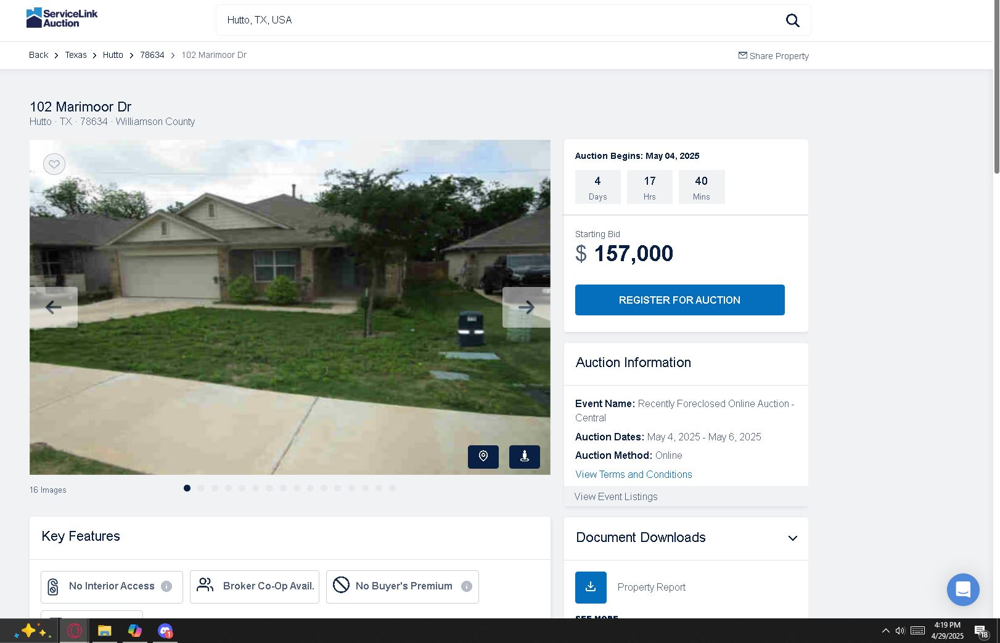 ServiceLink
Auction
Hutto, TX, USA
Back > Texas > Hutto > 78634 > 102 Marimoor Dr
Share Property
102 Marimoor Dr
Hutto · TX · 78634 · Williamson County
Auction Begins: May 04, 2025
4 17 40
Days Hrs Mins
Starting Bid
$ 157,000
REGISTER FOR AUCTION
Auction Information
Event Name: Recently Foreclosed Online Auction -
Central
Auction Dates: May 4, 2025 - May 6, 2025
Auction Method: Online
View Terms and Conditions
View Event Listings
16 Images
Key Features
No Interior Access
Broker Co-Op Avail.
No Buyer's Premium
Document Downloads
Property Report
SEE MORE
1
4:19 PM
4/29/2025
18